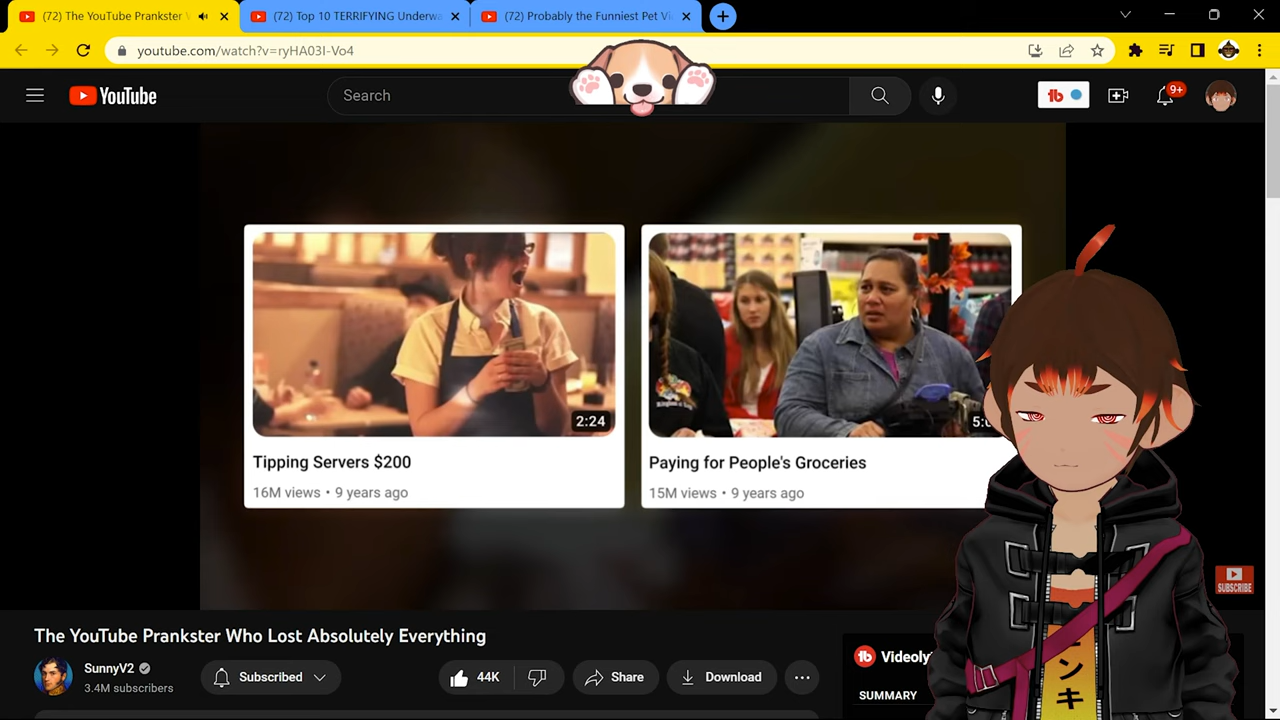 (72) The YouTube Prankster
(72) Top 10 TERRIFYING Underwa
(72) Probably the Funniest Pet Vi
youtube.com/watch?v=ryHA03I-Vo4
YouTube
Search
9+
2:24
5:0
Tipping Servers $200
16M views • 9 years ago
Paying for People's Groceries
15M views • 9 years ago
SUBSCRIBE
The YouTube Prankster Who Lost Absolutely Everything
SunnyV2
3.4M subscribers
Subscribed
44K
Share
Download
Videoly
SUMMARY
ンキ